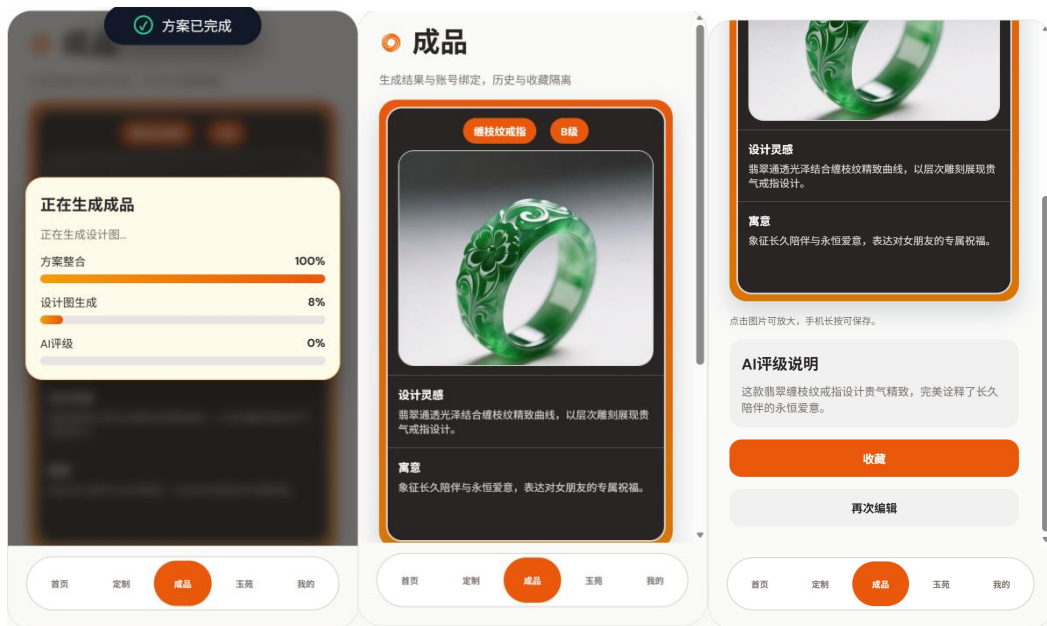 方案已完成
正在生成成品
正在生成设计图...
方案整合 100%
设计图生成 8%
AI评级 0%
首页 定制 成品 玉苑 我的
成品
生成结果与账号绑定，历史与收藏隔离
缠枝纹戒指 B级
设计灵感
翡翠通透光泽结合缠枝纹精致曲线，以层次雕刻展现贵
气戒指设计。
寓意
象征长久陪伴与永恒爱意，表达对女朋友的专属祝福。
首页 定制 成品 玉苑 我的
设计灵感
翡翠通透光泽结合缠枝纹精致曲线，以层次雕刻展现贵
气戒指设计。
寓意
象征长久陪伴与永恒爱意，表达对女朋友的专属祝福。
点击图片可放大，手机长按可保存。
AI评级说明
这款翡翠缠枝纹戒指设计贵气精致，完美诠释了长久
陪伴的永恒爱意。
收藏
再次编辑
首页 定制 成品 玉苑 我的